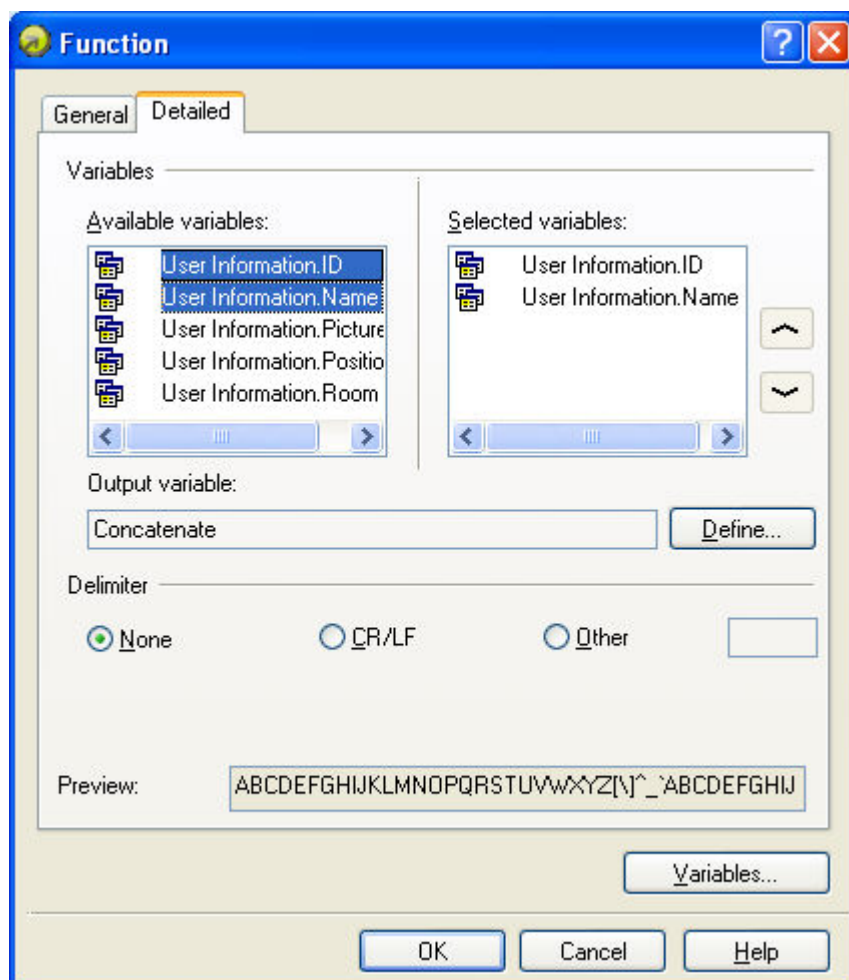 Function
General
Detailed
Variables
Available variables:
User Information.ID
User Information.Name
User Information.Picture
User Information.Positio
User Information.Room
Selected variables:
User Information.ID
User Information.Name
Output variable:
Concatenate
Define...
Delimiter
None
CR/LF
Other
Preview:
ABCDEFGHIJKLMNOPQRSTUVWXYZ[\]^_`ABCDEFGHIJ
Variables...
OK
Cancel
Help